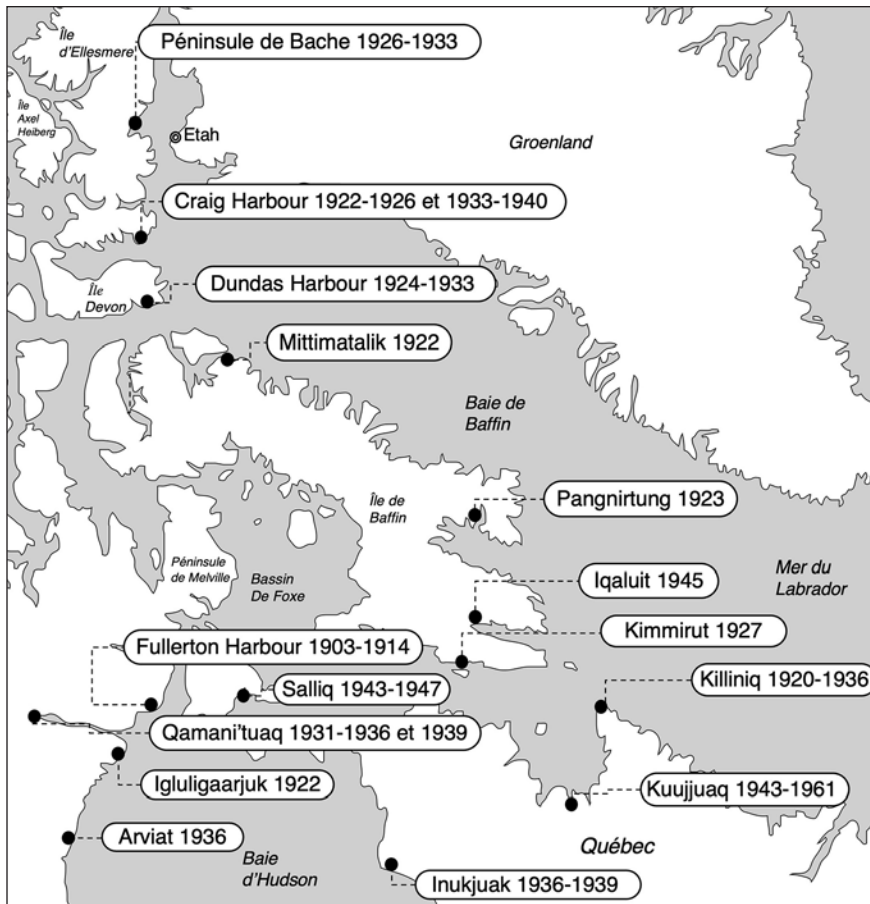 Île
d'Ellesmere
Péninsule de Bache 1926-1933
Île
Axel
Heiberg
Etah
Groenland
Craig Harbour 1922-1926 et 1933-1940
Île
Devon
Dundas Harbour 1924-1933
Mittimatalik 1922
Baie de
Baffin
Île de
Baffin
Pangnirtung 1923
Péninsule
de Melville
Bassin
De Foxe
Iqaluit 1945
Mer du
Labrador
Kimmirut 1927
Fullerton Harbour 1903-1914
Salliq 1943-1947
Killiniq 1920-1936
Qamani'tuaq 1931-1936 et 1939
Igluligaarjuk 1922
Kuujjuaq 1943-1961
Arviat 1936
Québec
Baie
d'Hudson
Inukjuak 1936-1939